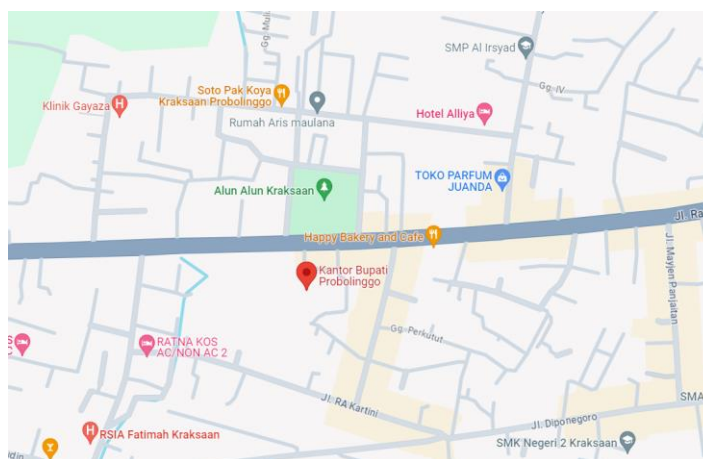 Gg. Mulu
SMP Al Irsyad
Soto Pak Koya
Kraksaan Probolinggo
Gg. IV
Klinik Gayaza
Hotel Alliya
Rumah Aris maulana
TOKO PARFUM
JUANDA
Alun Alun Kraksaan
Jl. Ra
Happy Bakery and Cafe
Kantor Bupati
Probolinggo
Jl. Mayjen Panjaitan
Gg. Perkutut
RATNA KOS
AC/NON AC 2
Jl. RA Kartini
SMA
Jl. Diponegoro
RSIA Fatimah Kraksaan
SMK Negeri 2 Kraksaan